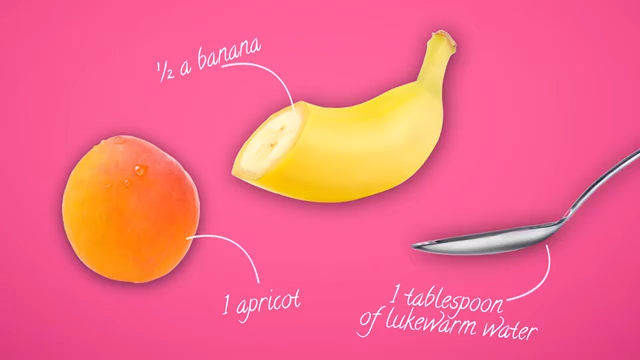 ½ a banana
1 apricot
1 tablespoon
of lukewarm water